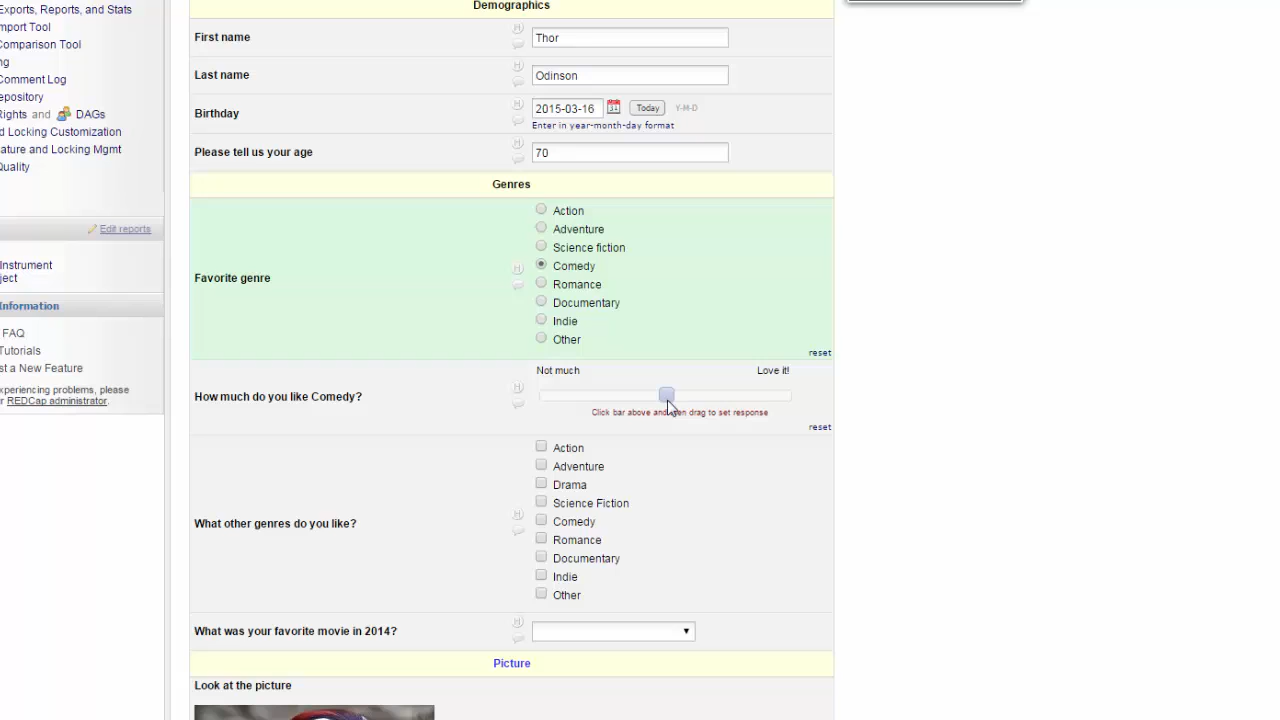 Exports, Reports, and Stats
mport Tool
Comparison Tool
ng
Comment Log
epository
Rights and DAGs
d Locking Customization
ature and Locking Mgmt
Quality
Edit reports
Instrument
ject
Information
FAQ
Tutorials
st a New Feature
xperiencing problems, please
r REDCap administrator.
Demographics
First name
Thor
Last name
Odinson
Birthday
2015-03-16 31 Today Y-M-D
Enter in year-month-day format
Please tell us your age
70
Genres
Favorite genre
Action
Adventure
Science fiction
Comedy
Romance
Documentary
Indie
Other
reset
How much do you like Comedy?
Not much Love it!
Click bar above and then drag to set response
reset
What other genres do you like?
Action
Adventure
Drama
Science Fiction
Comedy
Romance
Documentary
Indie
Other
What was your favorite movie in 2014?
Picture
Look at the picture